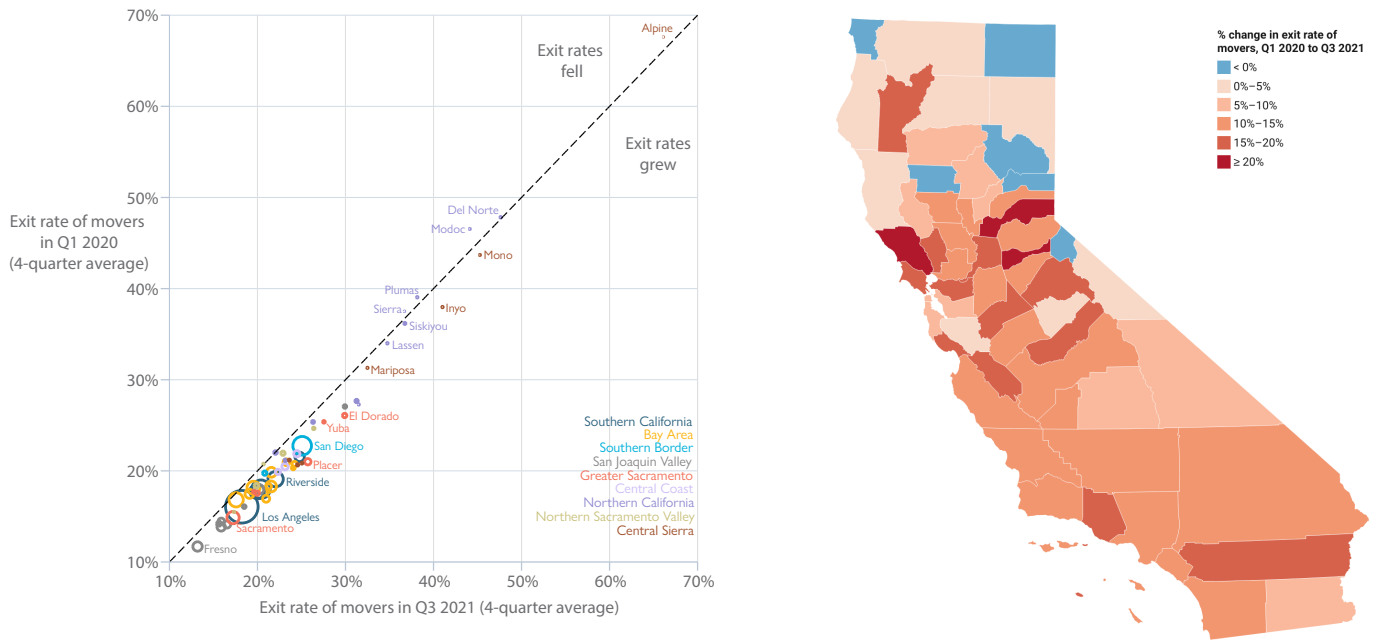 70%
60%
50%
40%
30%
20%
10%
Exit rate of movers
in Q1 2020
(4-quarter average)
Exit rates
fell
Exit rates
grew
Alpine
Del Norte
Modoc
Mono
Plumas
Sierra
Inyo
Siskiyou
Lassen
Mariposa
El Dorado
Yuba
San Diego
Placer
Riverside
Los Angeles
Sacramento
Fresno
Southern California
Bay Area
Southern Border
San Joaquin Valley
Greater Sacramento
Central Coast
Northern California
Northern Sacramento Valley
Central Sierra
10%
20%
30%
40%
50%
60%
70%
Exit rate of movers in Q3 2021 (4-quarter average)
% change in exit rate of
movers, Q1 2020 to Q3 2021
< 0%
0%–5%
5%–10%
10%–15%
15%–20%
≥ 20%